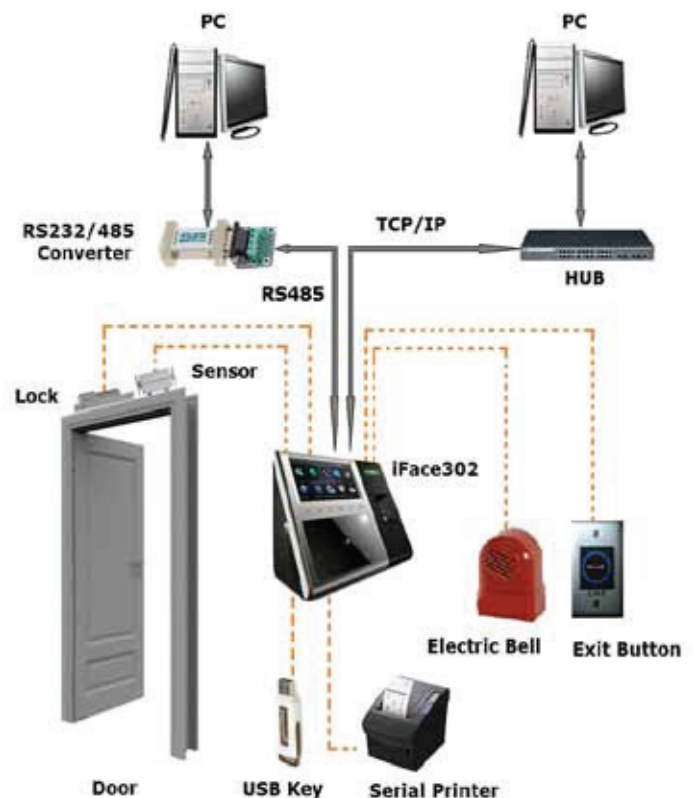 PC
PC
RS232/485
Converter
TCP/IP
HUB
RS485
Lock
Sensor
iFace302
Electric Bell
Exit Button
Door
USB Key
Serial Printer